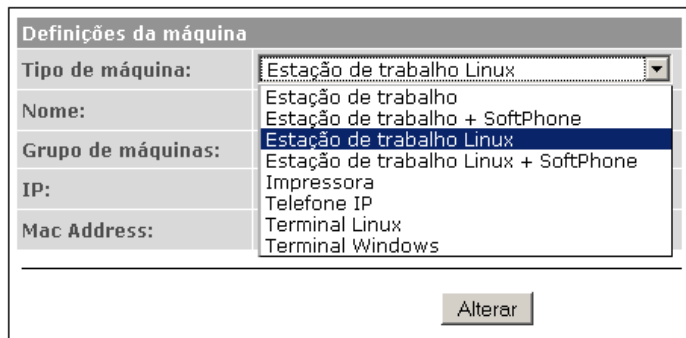 Definições da máquina
Tipo de máquina: Estação de trabalho Linux
Estação de trabalho
Nome:
Estação de trabalho + SoftPhone
Estação de trabalho Linux
Grupo de máquinas:
Estação de trabalho Linux + SoftPhone
Impressora
IP:
Telefone IP
Terminal Linux
Mac Address:
Terminal Windows
Alterar